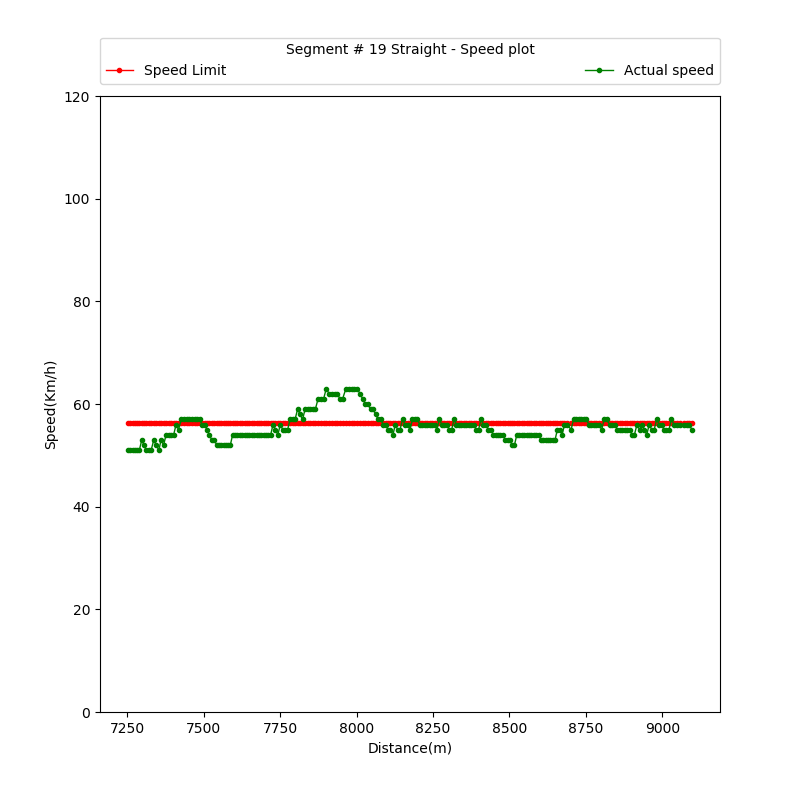 Segment # 19 Straight - Speed plot
Speed Limit
Actual speed
120
100
80
60
40
20
0
Speed(Km/h)
7250 7500 7750 8000 8250 8500 8750 9000
Distance(m)